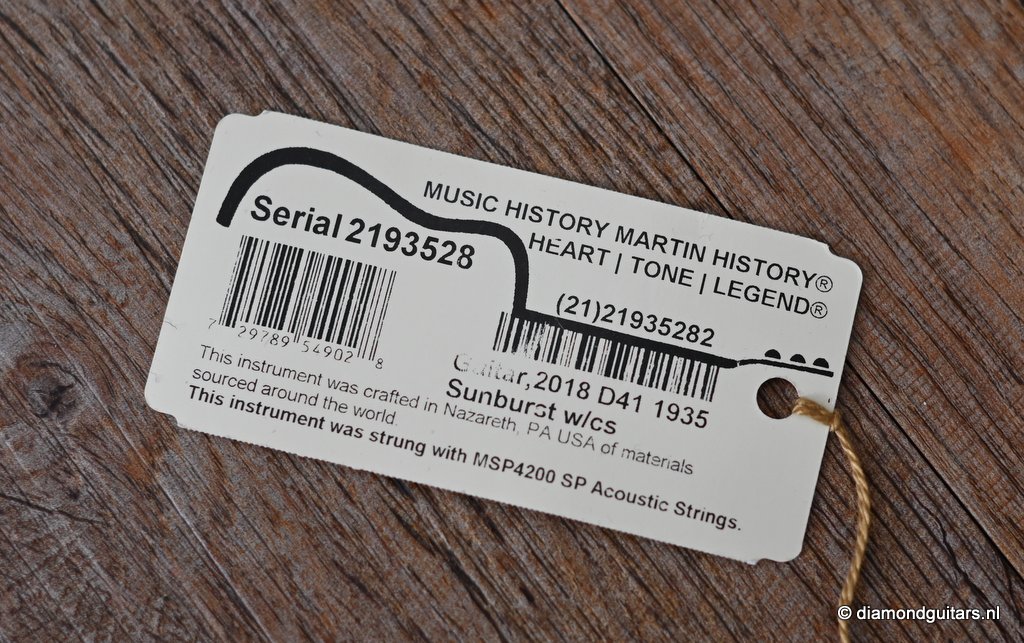 MUSIC HISTORY MARTIN HISTORY®
HEART | TONE | LEGEND®
Serial 2193528
(21)21935282
7 29789 54902 8
Guitar,2018 D41 1935
Sunburst w/cs
This instrument was crafted in Nazareth, PA USA of materials
sourced around the world.
This instrument was strung with MSP4200 SP Acoustic Strings.
© diamondguitars.nl